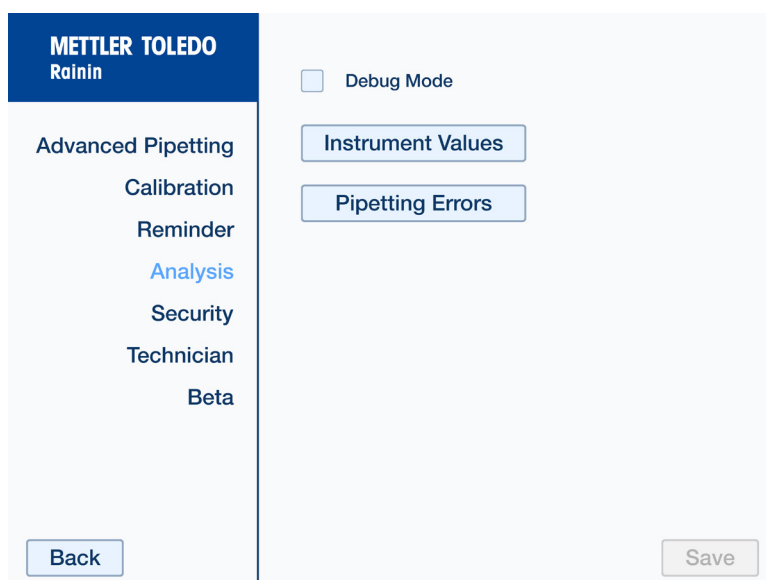 METTLER TOLEDO
Rainin
Advanced Pipetting
Calibration
Reminder
Analysis
Security
Technician
Beta
Back
Debug Mode
Instrument Values
Pipetting Errors
Save